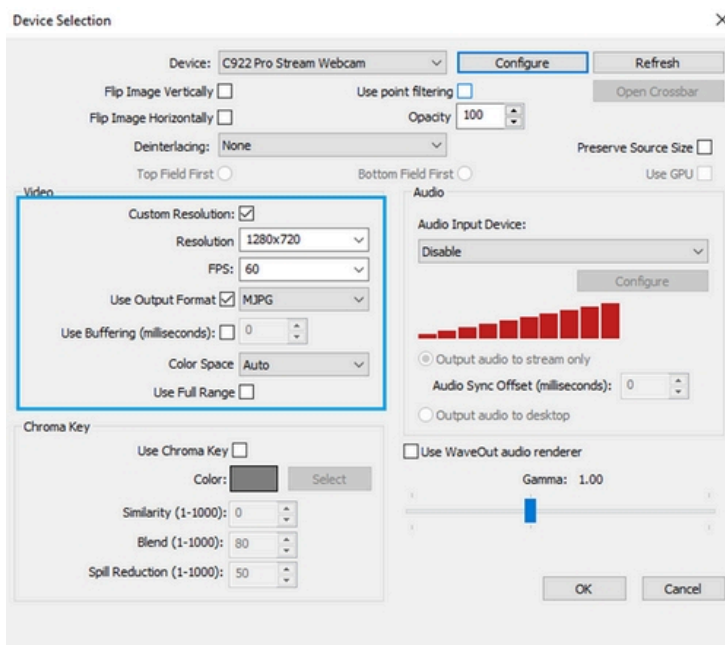 Device Selection
Device: C922 Pro Stream Webcam Configure Refresh
Flip Image Vertically Use point filtering Open Crossbar
Flip Image Horizontally Opacity 100
Deinterlacing: None Preserve Source Size
Top Field First Bottom Field First Use GPU
Video
Custom Resolution:
Resolution 1280x720
FPS: 60
Use Output Format MJPG
Use Buffering (milliseconds): 0
Color Space Auto
Use Full Range
Audio
Audio Input Device:
Disable
Configure
Output audio to stream only
Audio Sync Offset (milliseconds): 0
Output audio to desktop
Chroma Key
Use Chroma Key
Color: Select
Similarity (1-1000): 0
Blend (1-1000): 80
Spill Reduction (1-1000): 50
Use WaveOut audio renderer
Gamma: 1.00
OK Cancel